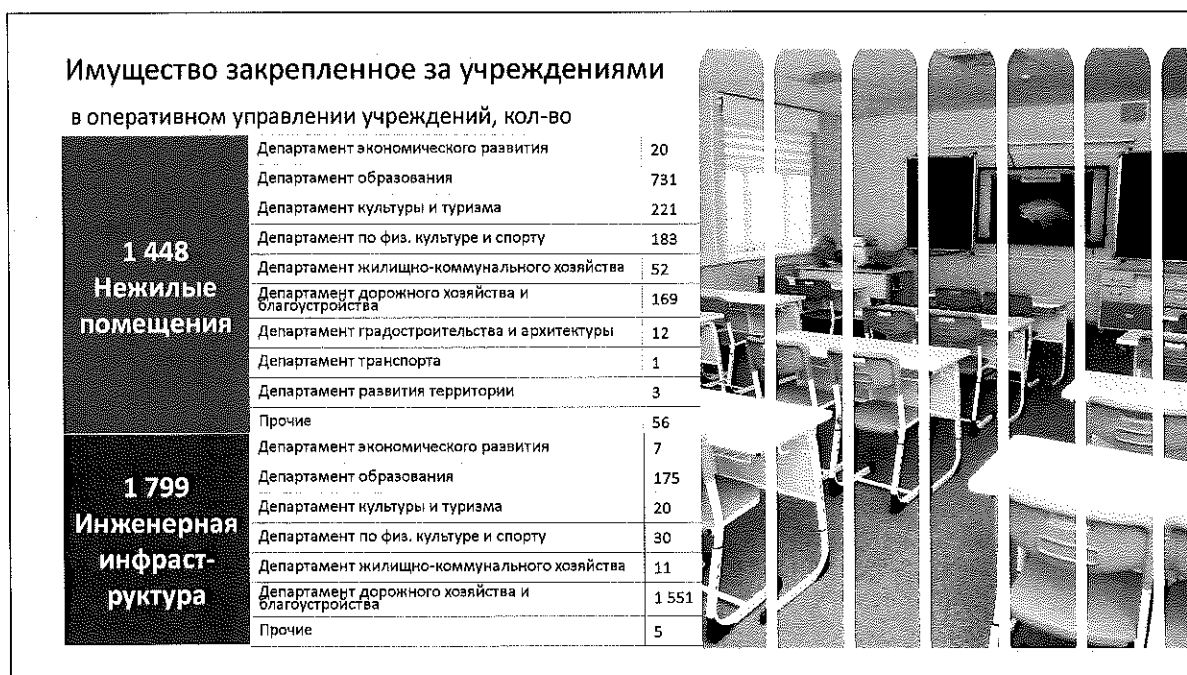 Имущество закрепленное за учреждениями
в оперативном управлении учреждений, кол-во
1 448
Нежилые
помещения
Департамент экономического развития 20
Департамент образования 731
Департамент культуры и туризма 221
Департамент по физ. культуре и спорту 183
Департамент жилищно-коммунального хозяйства 52
Департамент дорожного хозяйства и
благоустройства 169
Департамент градостроительства и архитектуры 12
Департамент транспорта 1
Департамент развития территории 3
Прочие 56
1 799
Инженерная
инфраст-
руктура
Департамент экономического развития 7
Департамент образования 175
Департамент культуры и туризма 20
Департамент по физ. культуре и спорту 30
Департамент жилищно-коммунального хозяйства 11
Департамент дорожного хозяйства и
благоустройства 1 551
Прочие 5